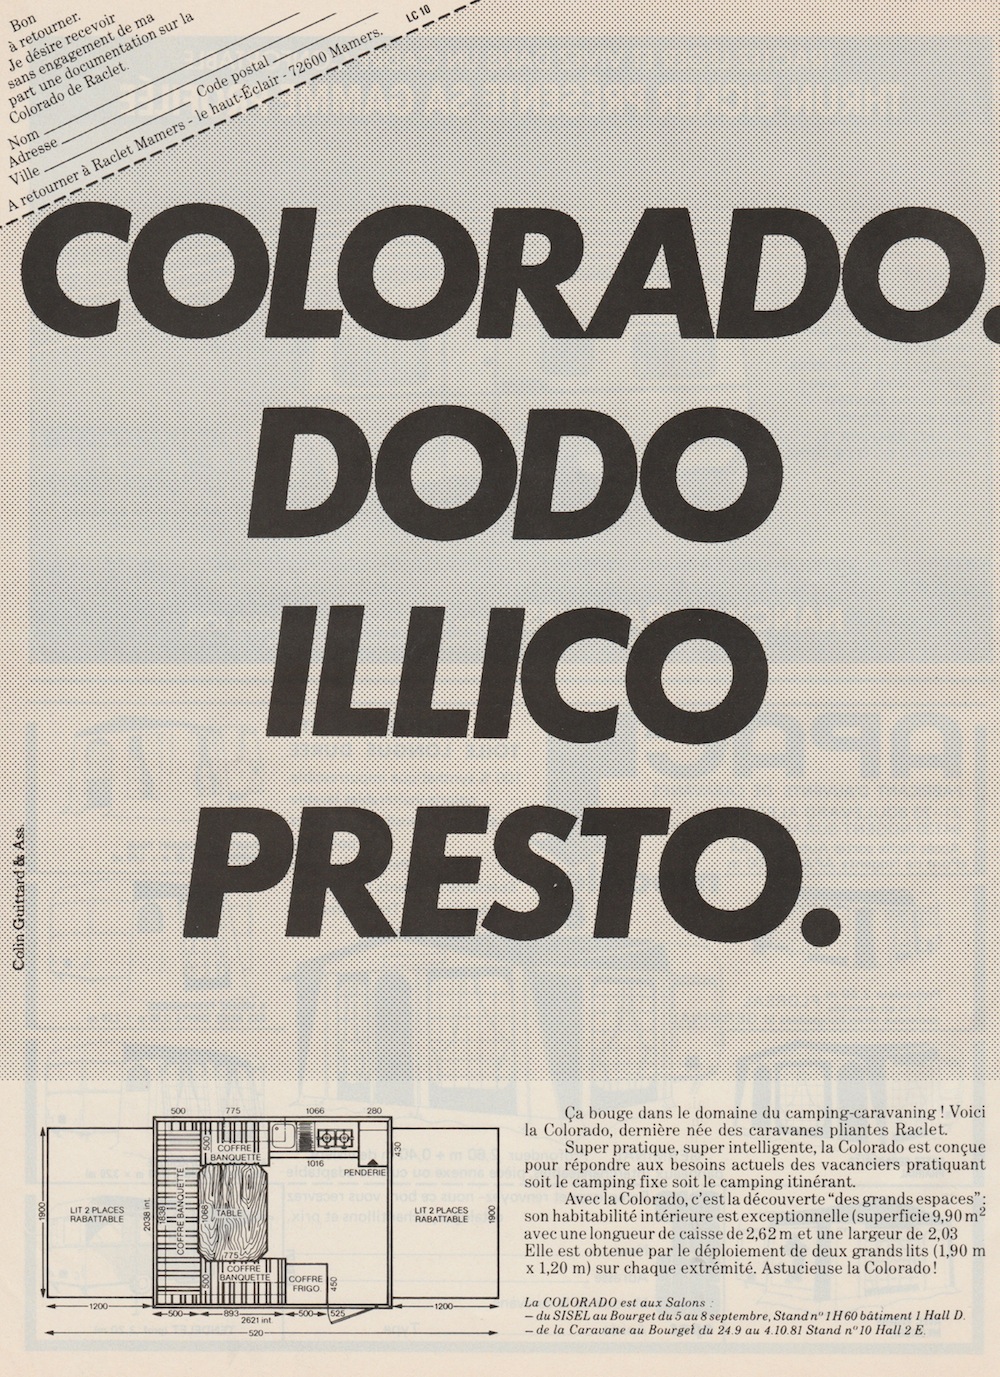 Bon
à retourner.
Je désire recevoir
sans engagement de ma
part une documentation sur la
Colorado de Raclet.
Nom
Adresse
Code postal
Ville
A retourner à Raclet Mamers - le haut-Éclair - 72600 Mamers.
LC 10
COLORADO.
DODO
ILLICO
PRESTO.
Colin Guittard & Ass.
500 775 1066 280
COFFRE
BANQUETTE
500
1016
430
PENDERIE
LIT 2 PLACES
RABATTABLE
1900
2038 int.
1838
COFFRE BANQUETTE
1068
TABLE
775
LIT 2 PLACES
RABATTABLE
1900
500
COFFRE
BANQUETTE
COFFRE
FRIGO.
450
1200
500 893 500 525
1200
2621 int.
520
Ça bouge dans le domaine du camping-caravaning ! Voici
la Colorado, dernière née des caravanes pliantes Raclet.
Super pratique, super intelligente, la Colorado est conçue
pour répondre aux besoins actuels des vacanciers pratiquant
soit le camping fixe soit le camping itinérant.
Avec la Colorado, c'est la découverte “des grands espaces”:
son habitabilité intérieure est exceptionnelle (superficie 9,90 m²
avec une longueur de caisse de 2,62 m et une largeur de 2,03
Elle est obtenue par le déploiement de deux grands lits (1,90 m
x 1,20 m) sur chaque extrémité. Astucieuse la Colorado !
La COLORADO est aux Salons :
– du SISEL au Bourget du 5 au 8 septembre, Stand n° 1 H 60 bâtiment 1 Hall D.
– de la Caravane au Bourget du 24.9 au 4.10.81 Stand n° 10 Hall 2 E.